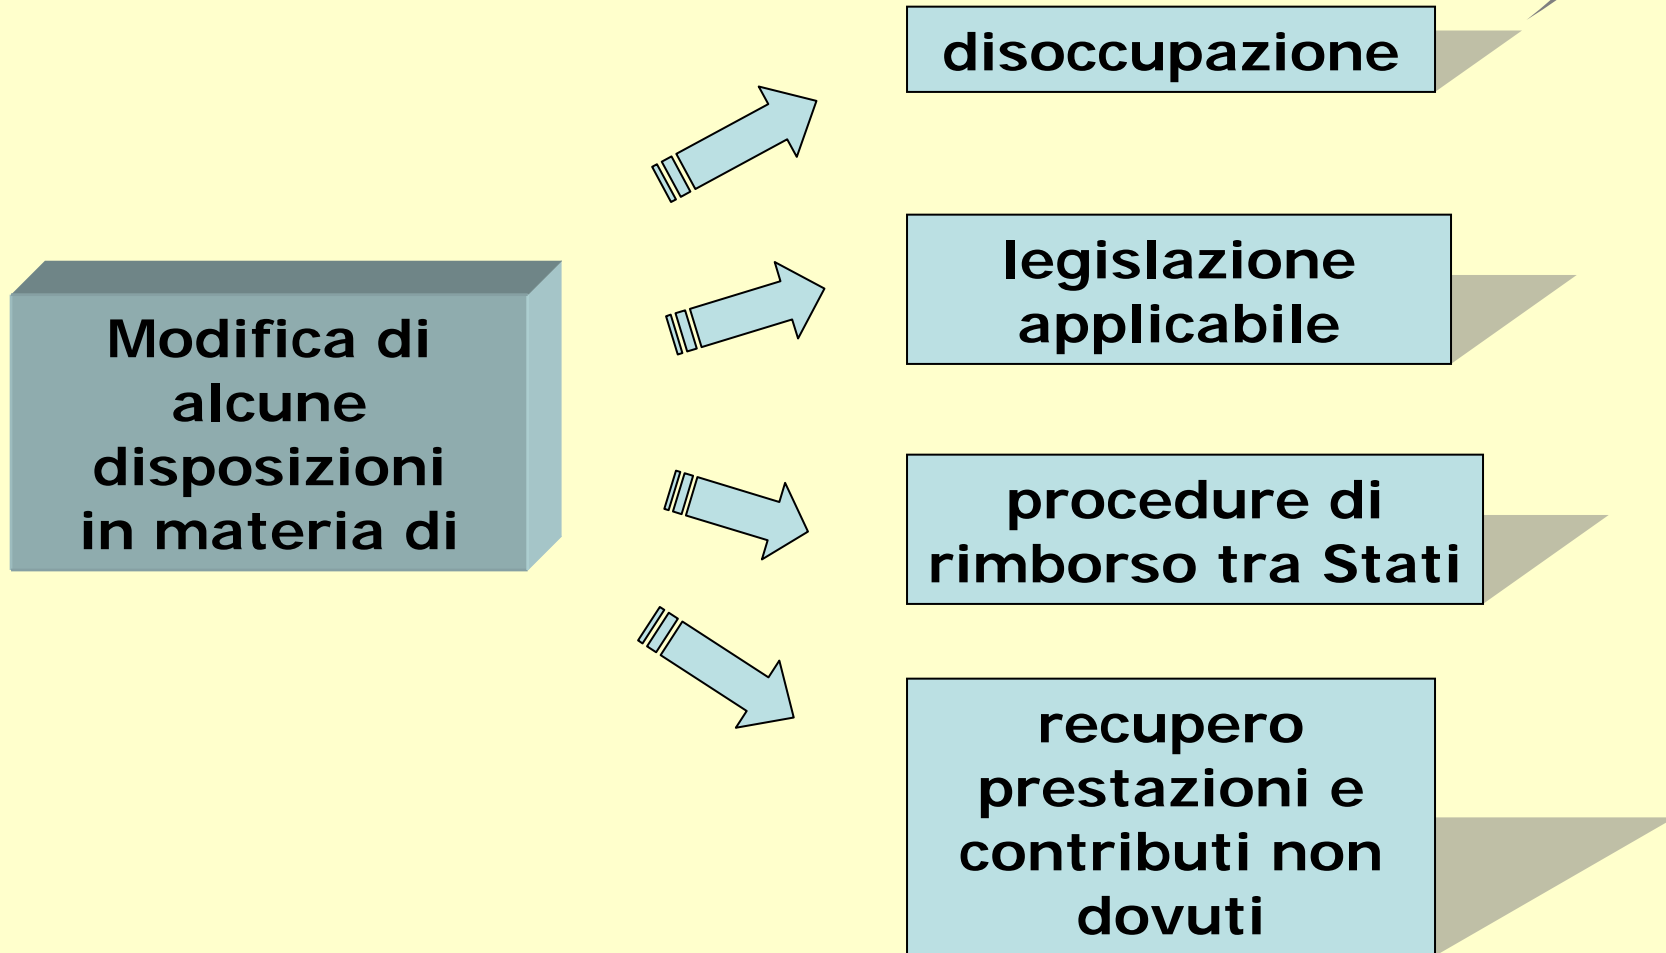 Modifica di
alcune
disposizioni
in materia di
disoccupazione
legislazione
applicabile
procedure di
rimborso tra Stati
recupero
prestazioni e
contributi non
dovuti